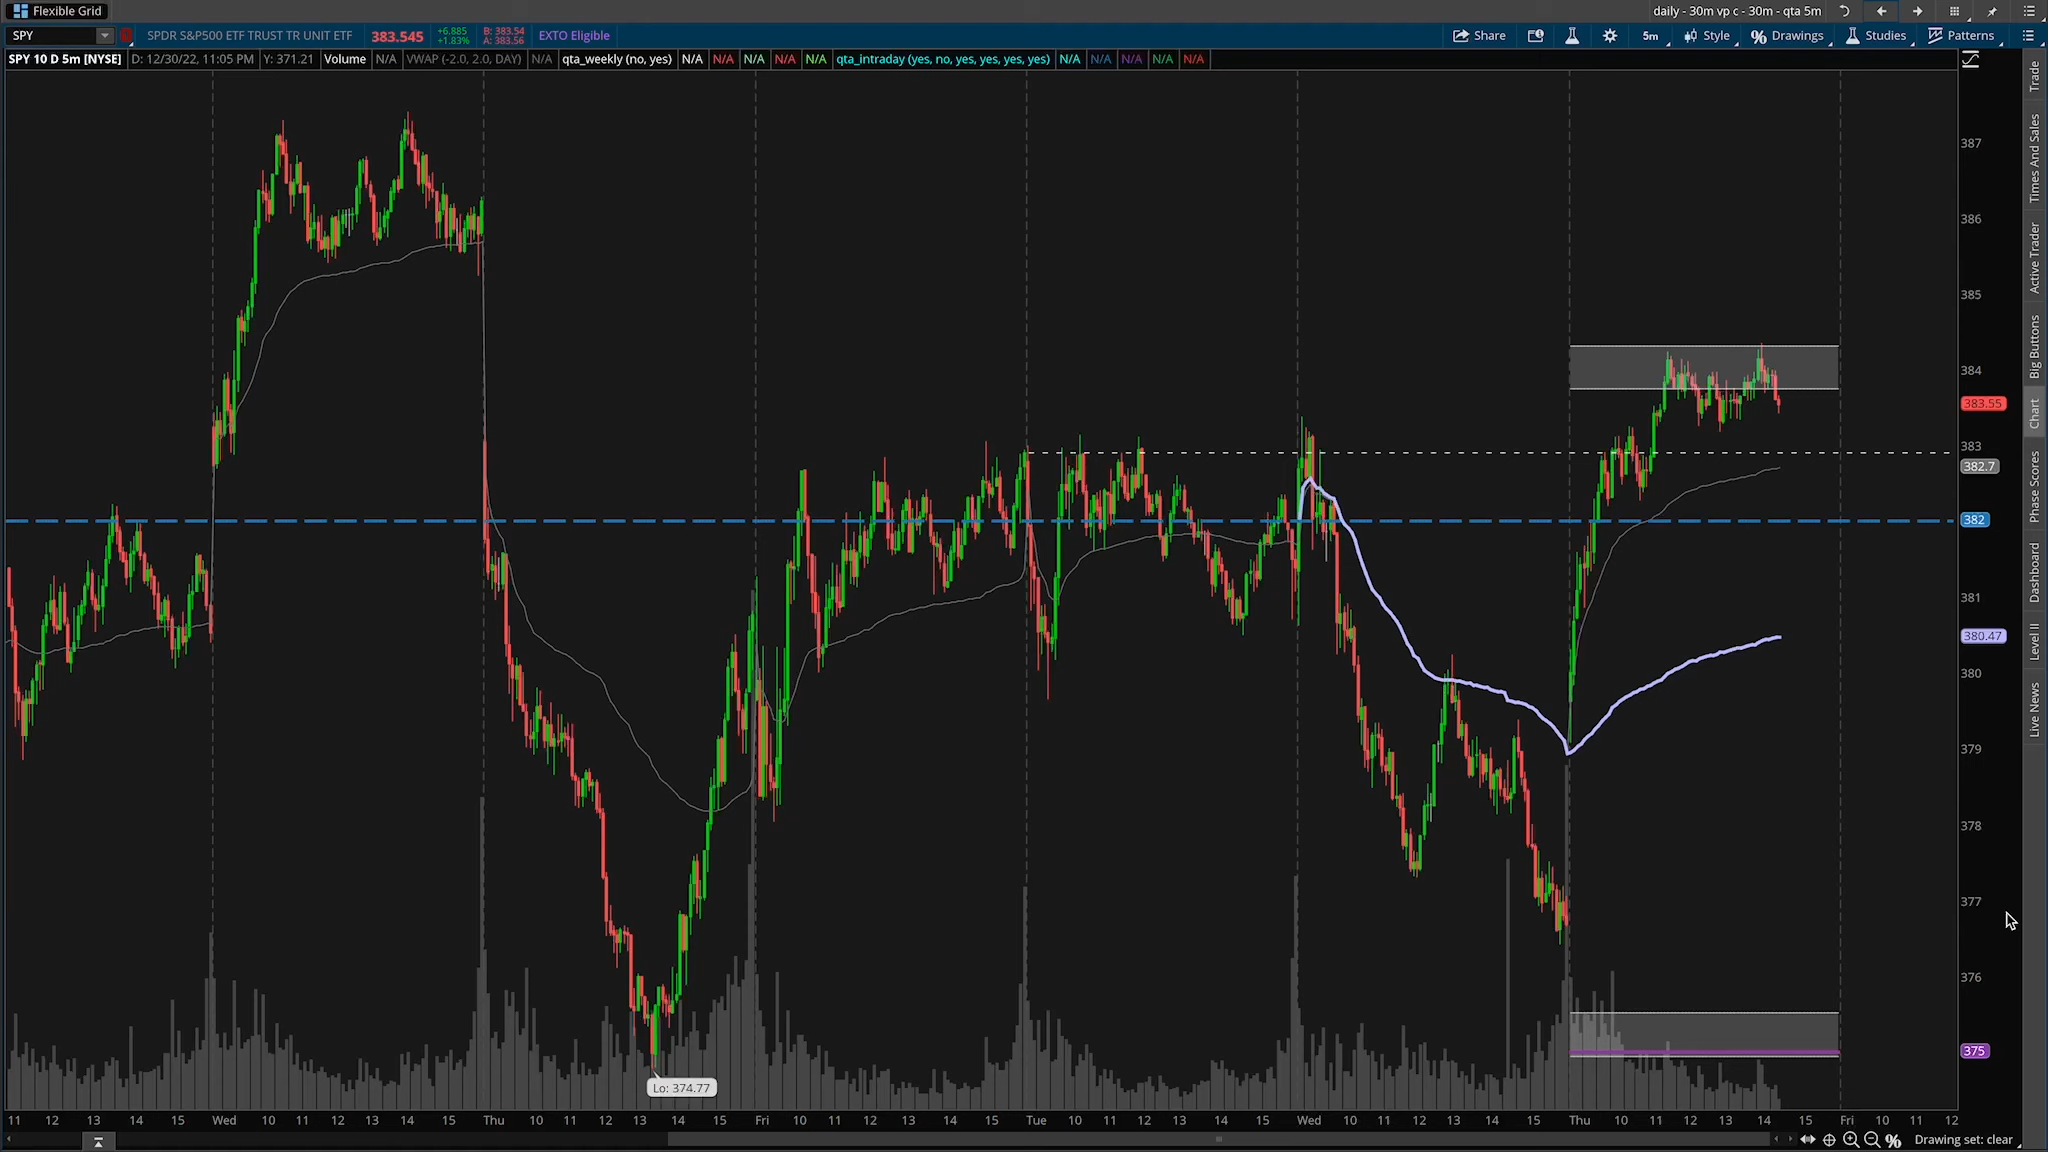 Flexible Grid
daily - 30m vp c - 30m - qta 5m
SPY
SPDR S&P500 ETF TRUST TR UNIT ETF
383.545
+6.885
+1.83%
B: 383.54
A: 383.56
EXTO Eligible
Share
5m
Style
Drawings
Studies
Patterns
SPY 10 D 5m [NYSE]
D: 12/30/22, 11:05 PM
Y: 371.21
Volume
N/A
VWAP (-2.0, 2.0, DAY)
N/A
qta_weekly (no, yes)
N/A
N/A
N/A
N/A
N/A
qta_intraday (yes, no, yes, yes, yes, yes)
N/A
N/A
N/A
N/A
N/A
387
386
385
384
383.55
383
382.7
382
381
380.47
380
379
378
377
376
375
Lo: 374.77
11 12 13 14 15 Wed 10 11 12 13 14 15 Thu 10 11 12 13 14 15 Fri 10 11 12 13 14 15 Tue 10 11 12 13 14 15 Wed 10 11 12 13 14 15 Thu 10 11 12 13 14 15 Fri 10 11 12
Drawing set: clear
Trade
Times And Sales
Active Trader
Big Buttons
Chart
Phase Scores
Dashboard
Level II
Live News